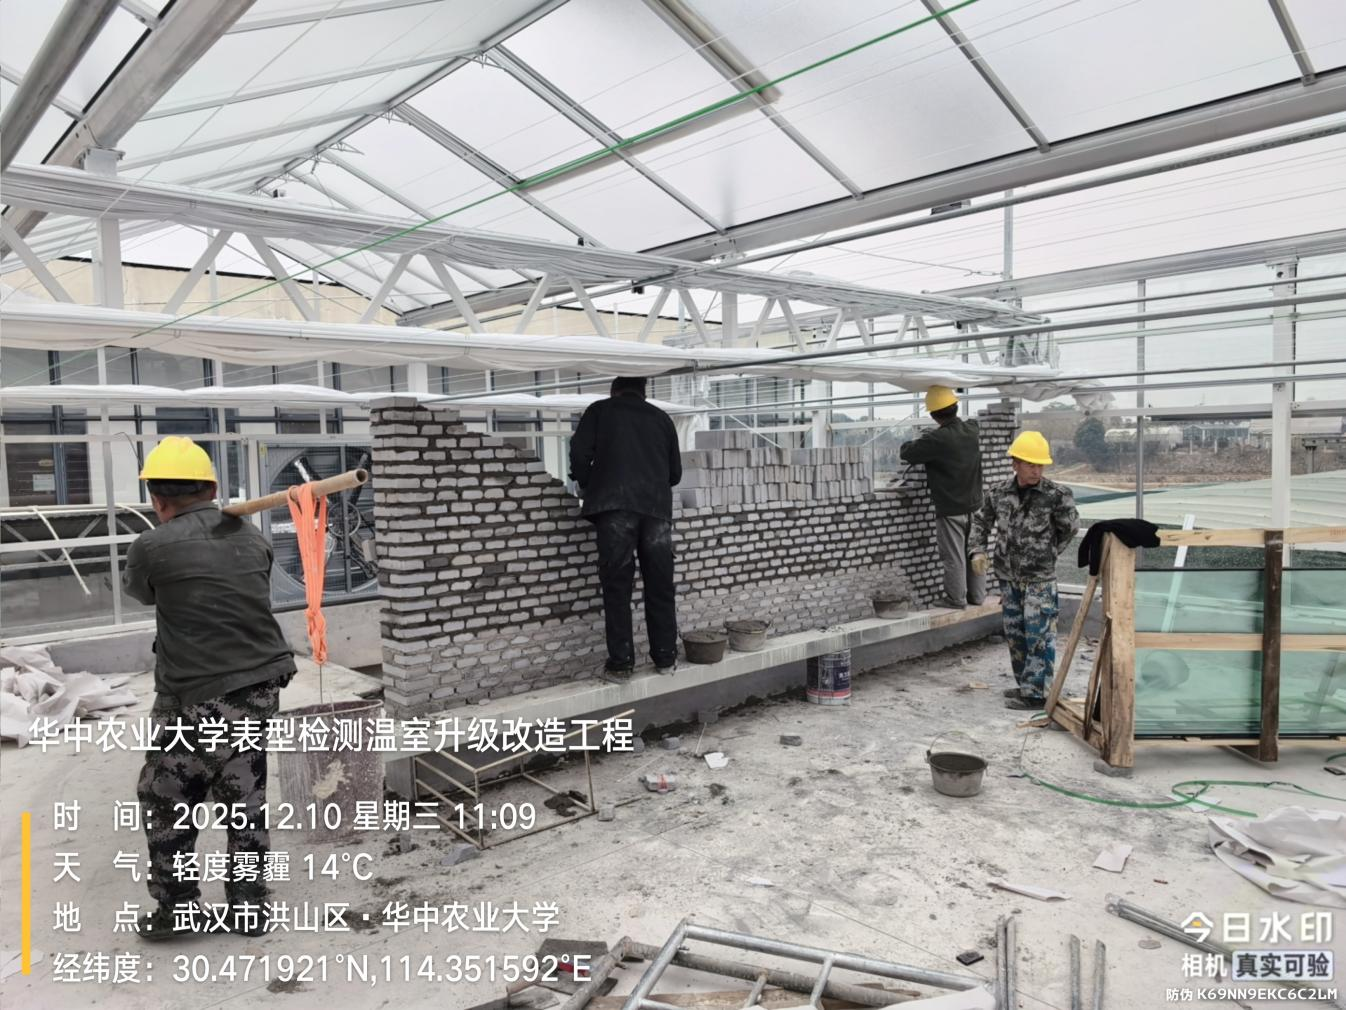 华中农业大学表型检测温室升级改造工程
时 间：2025.12.10 星期三 11:09
天 气：轻度雾霾 14℃
地 点：武汉市洪山区·华中农业大学
经纬度：30.471921°N,114.351592°E
今日水印
相机 真实可验
防伪 K69NN9EKC6C2LM